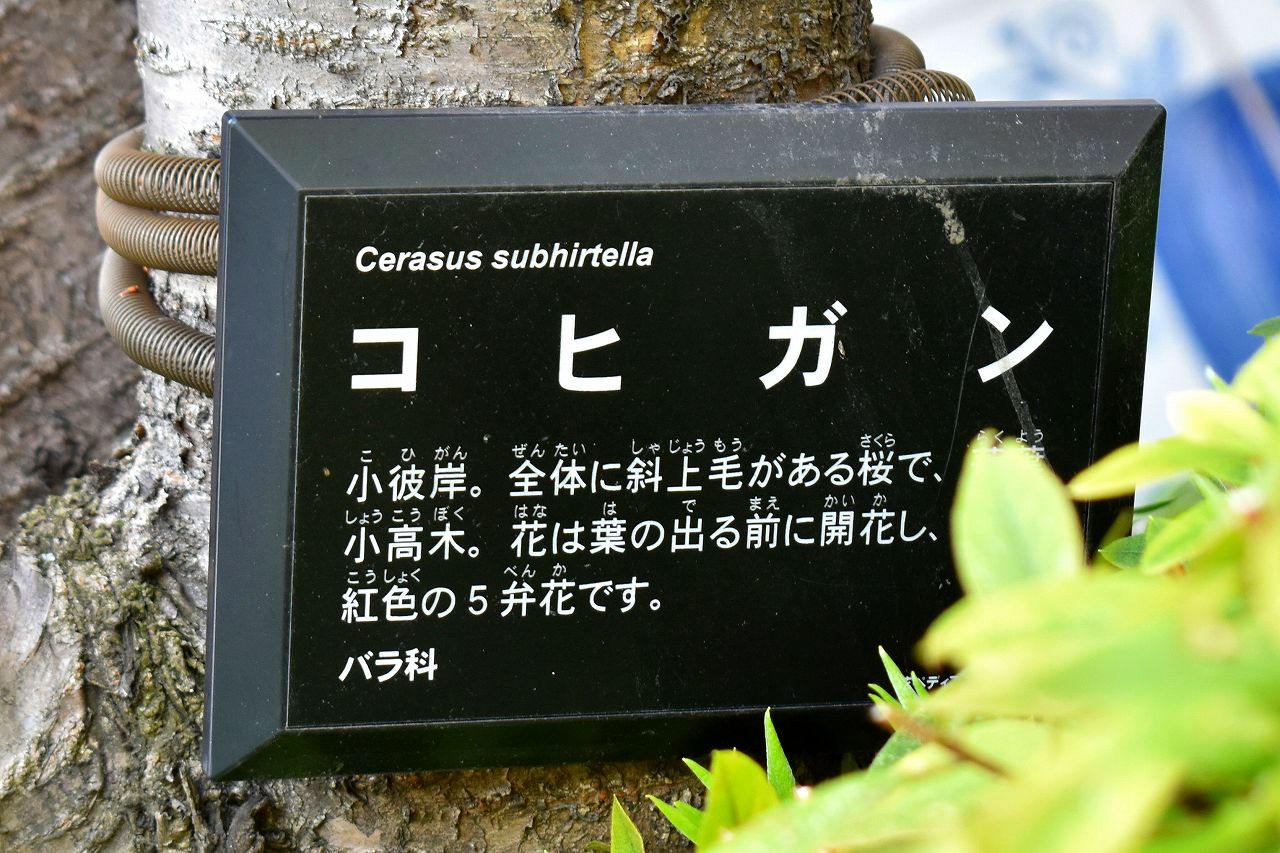 Cerasus subhirtella
コヒガン
小彼岸。全体に斜上毛がある桜で、
小高木。花は葉の出る前に開花し、
紅色の5弁花です。
バラ科